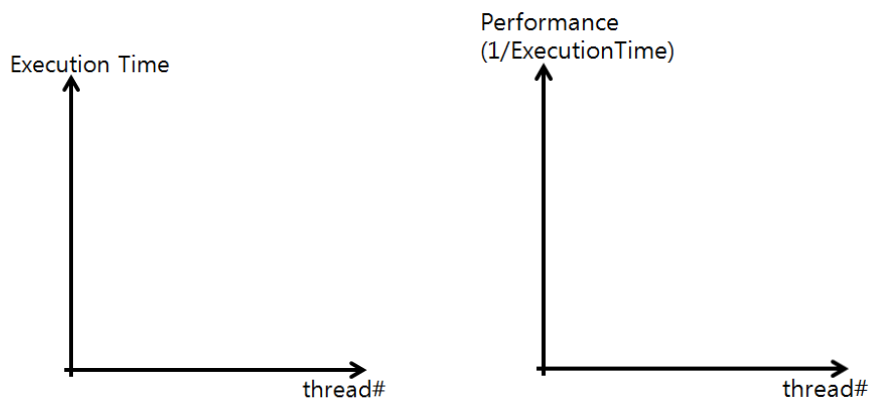 Execution Time
thread#
Performance
(1/ExecutionTime)
thread#